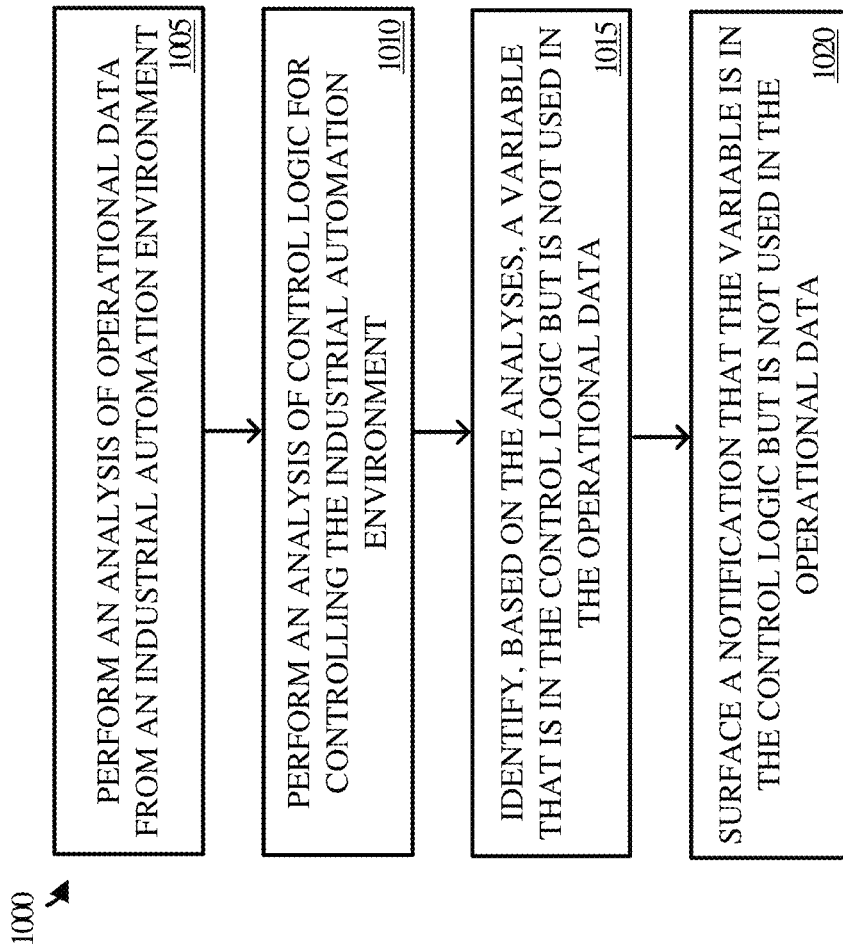 1000
PERFORM AN ANALYSIS OF OPERATIONAL DATA
FROM AN INDUSTRIAL AUTOMATION ENVIRONMENT
1005
PERFORM AN ANALYSIS OF CONTROL LOGIC FOR
CONTROLLING THE INDUSTRIAL AUTOMATION
ENVIRONMENT
1010
IDENTIFY, BASED ON THE ANALYSES, A VARIABLE
THAT IS IN THE CONTROL LOGIC BUT IS NOT USED IN
THE OPERATIONAL DATA
1015
SURFACE A NOTIFICATION THAT THE VARIABLE IS IN
THE CONTROL LOGIC BUT IS NOT USED IN THE
OPERATIONAL DATA
1020